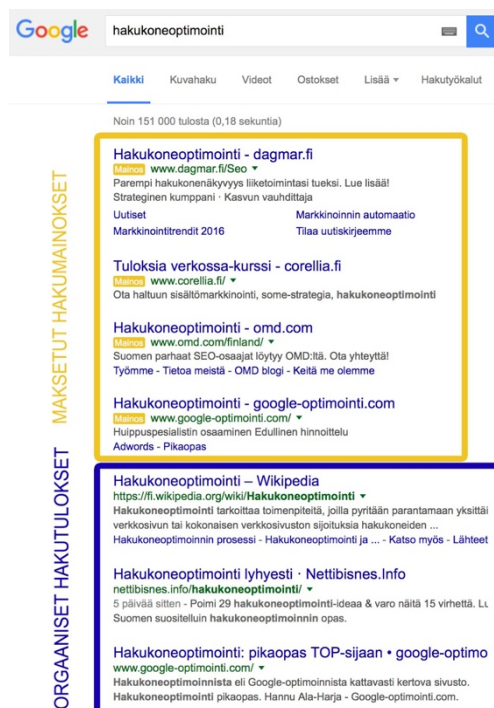 Google
hakukoneoptimointi
Kaikki Kuvahaku Videot Ostokset Lisää Hakutyökalut
Noin 151 000 tulosta (0,18 sekuntia)
MAKSETUT HAKUMAINOKSET
Hakukoneoptimointi - dagmar.fi
Mainos www.dagmar.fi/Seo
Parempi hakukonenäkyvyys liiketoimintasi tueksi. Lue lisää!
Strateginen kumppani · Kasvun vauhdittaja
Uutiset Markkinoinnin automaatio
Markkinointitrendit 2016 Tilaa uutiskirjeemme
Tuloksia verkossa-kurssi - corellia.fi
Mainos www.corellia.fi/
Ota haltuun sisältömarkkinointi, some-strategia, hakukoneoptimointi
Hakukoneoptimointi - omd.com
Mainos www.omd.com/finland/
Suomen parhaat SEO-osaajat löytyy OMD:ltä. Ota yhteyttä!
Työmme - Tietoa meistä - OMD blogi - Keitä me olemme
Hakukoneoptimointi - google-optimointi.com
Mainos www.google-optimointi.com/
Huippuspesialistin osaaminen Edullinen hinnoittelu
Adwords - Pikaopas
ORGAANISET HAKUTULOKSET
Hakukoneoptimointi – Wikipedia
https://fi.wikipedia.org/wiki/Hakukoneoptimointi
Hakukoneoptimointi tarkoittaa toimenpiteitä, joilla pyritään parantamaan yksittäi
verkkosivun tai kokonaisen verkkosivuston sijoituksia hakukoneiden ...
Hakukoneoptimoinnin prosessi - Hakukoneoptimointi ja ... - Katso myös - Lähteet
Hakukoneoptimointi lyhyesti · Nettibisnes.Info
nettibisnes.info/hakukoneoptimointi/
5 päivää sitten - Poimi 29 hakukoneoptimointi-ideaa & varo näitä 15 virhettä. Lu
Suomen suositelluin hakukoneoptimoinnin opas.
Hakukoneoptimointi: pikaopas TOP-sijaan • google-optimo
www.google-optimointi.com/
Hakukoneoptimoinnista eli Google-optimoinnista kattavasti kertova sivusto.
Hakukoneoptimointi pikaopas. Hannu Ala-Harja - Google-optimointi.com.